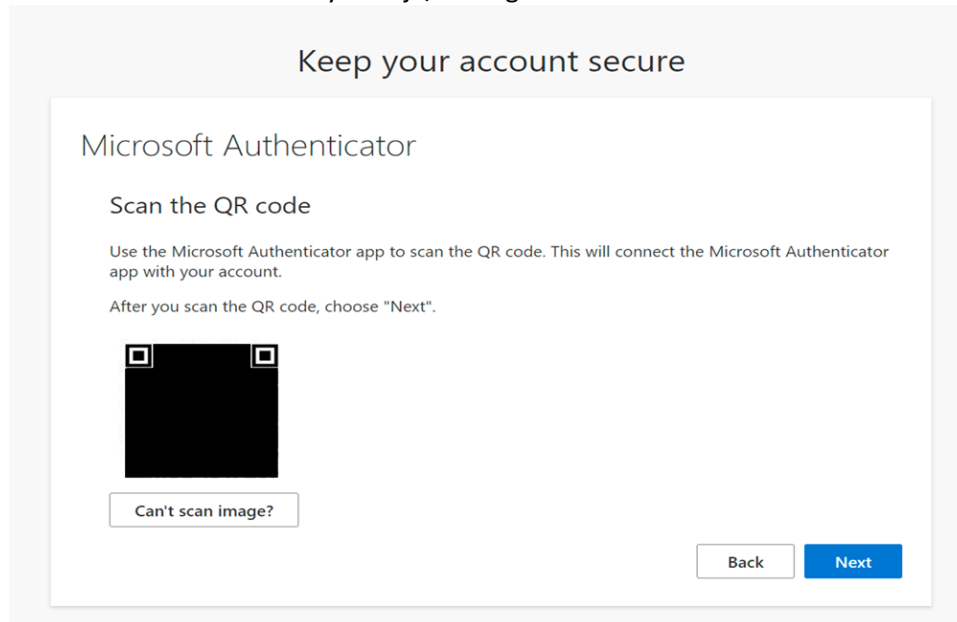 Keep your account secure
Microsoft Authenticator
Scan the QR code
Use the Microsoft Authenticator app to scan the QR code. This will connect the Microsoft Authenticator
app with your account.
After you scan the QR code, choose "Next".
Can't scan image?
Back
Next